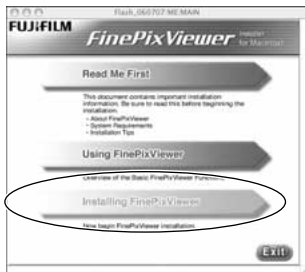 Flash_060707:ME:MAIN
FUJIFILM
FinePixViewer
for Macintosh
Read Me First
This document contains important installation
information. Be sure to read this before beginning the
installation.
- About FinePixViewer
- System Requirements
- Installation Tips
Using FinePixViewer
Overview of the Basic FinePixViewer
Installing FinePixViewer
Now begin FinePixViewer installation.
Exit